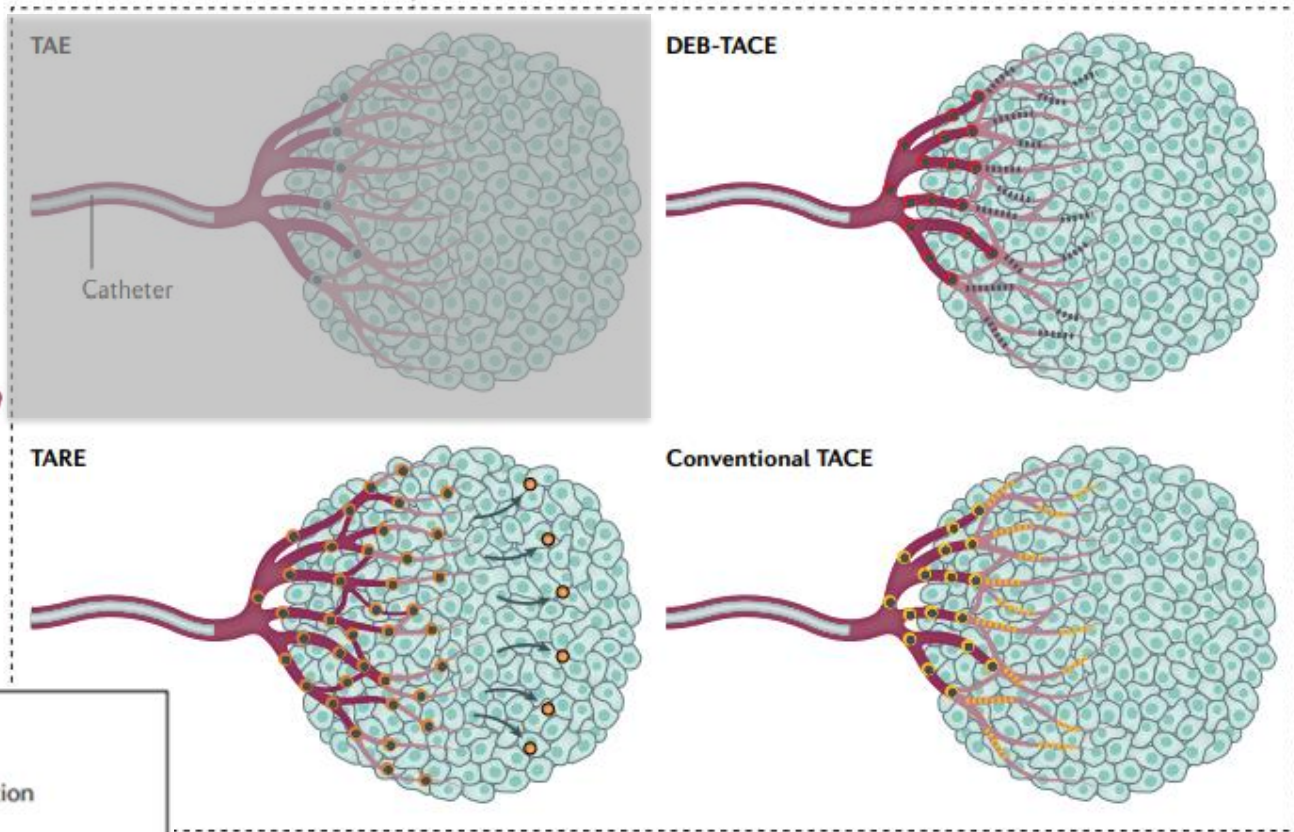 TAE
DEB-TACE
Catheter
TARE
Conventional TACE
ion